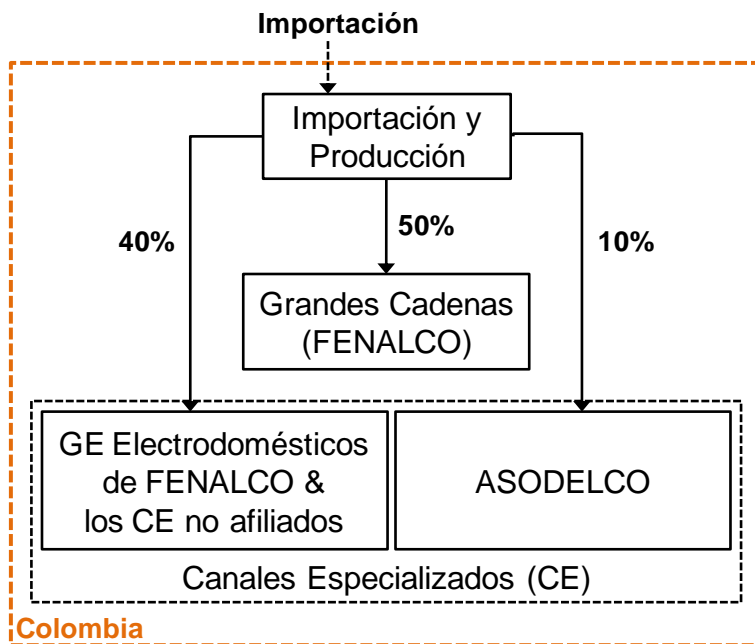 Importación
Importación y
Producción
40%
50%
10%
Grandes Cadenas
(FENALCO)
GE Electrodomésticos
de FENALCO &
los CE no afiliados
ASODELCO
Canales Especializados (CE)
Colombia